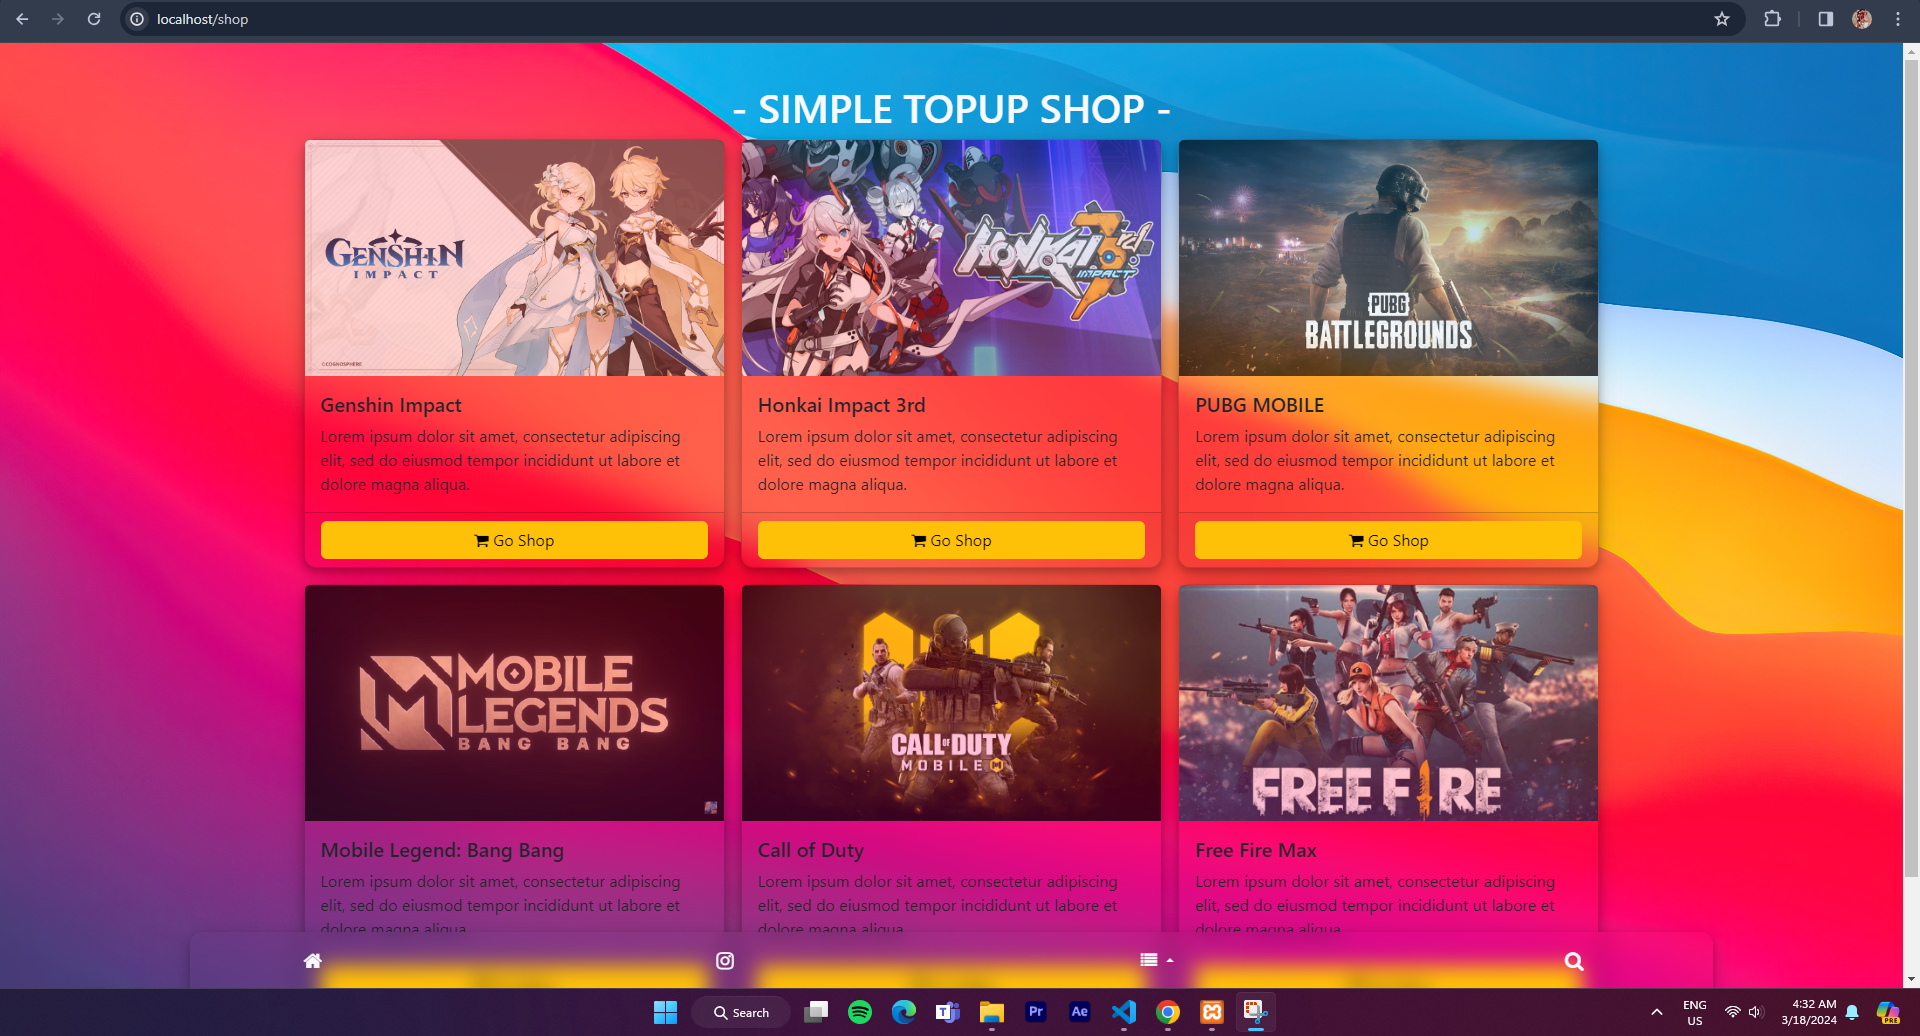 localhost/shop
- SIMPLE TOPUP SHOP -
GENSHIN
IMPACT
©COGNOSPHERE
HONKAI 3rd
IMPACT
PUBG
BATTLEGROUNDS
Genshin Impact
Lorem ipsum dolor sit amet, consectetur adipiscing
elit, sed do eiusmod tempor incididunt ut labore et
dolore magna aliqua.
Go Shop
Honkai Impact 3rd
Lorem ipsum dolor sit amet, consectetur adipiscing
elit, sed do eiusmod tempor incididunt ut labore et
dolore magna aliqua.
Go Shop
PUBG MOBILE
Lorem ipsum dolor sit amet, consectetur adipiscing
elit, sed do eiusmod tempor incididunt ut labore et
dolore magna aliqua.
Go Shop
MOBILE
LEGENDS
BANG BANG
CALL OF DUTY
MOBILE
FREE FIRE
Mobile Legend: Bang Bang
Lorem ipsum dolor sit amet, consectetur adipiscing
elit, sed do eiusmod tempor incididunt ut labore et
dolore magna aliqua.
Call of Duty
Lorem ipsum dolor sit amet, consectetur adipiscing
elit, sed do eiusmod tempor incididunt ut labore et
dolore magna aliqua.
Free Fire Max
Lorem ipsum dolor sit amet, consectetur adipiscing
elit, sed do eiusmod tempor incididunt ut labore et
dolore magna aliqua.
Search
Pr
Ae
ENG
US
4:32 AM
3/18/2024
PRE